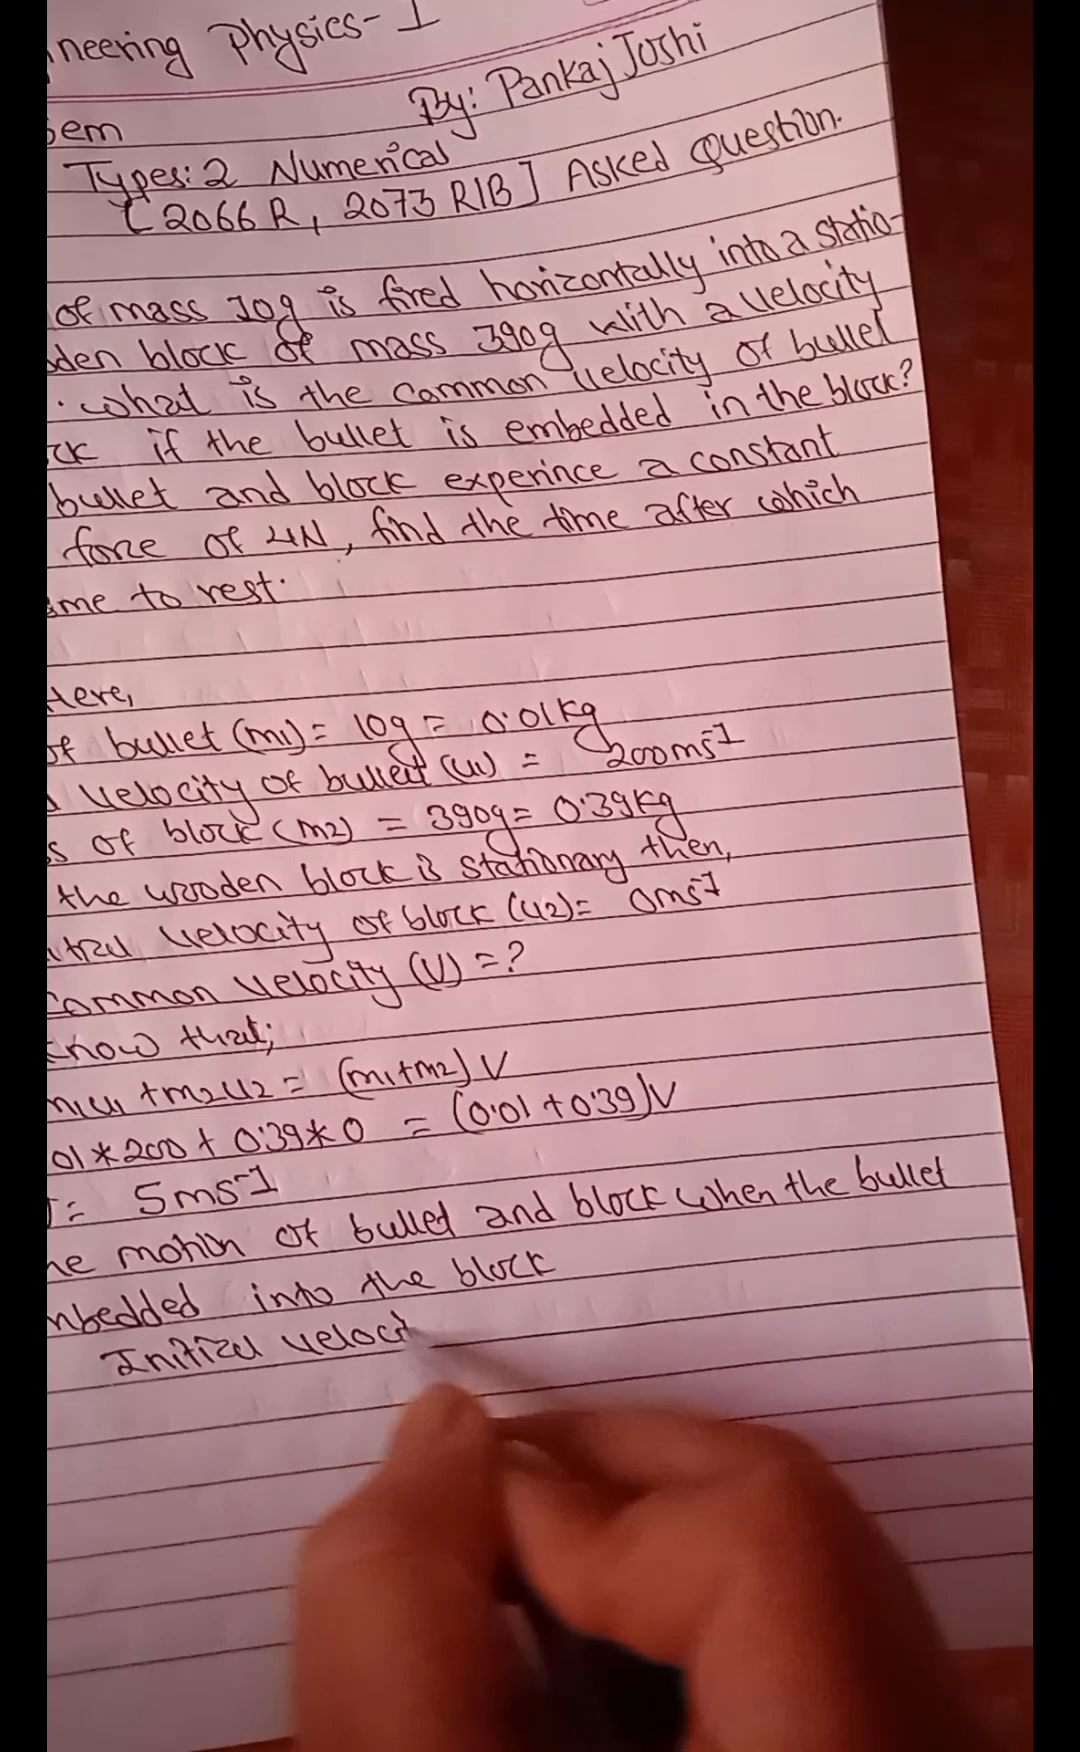 neering Physics-I
By: Pankaj Joshi
sem
Types: 2 Numerical
[2066 R, 2073 R/B] Asked Question.
of mass 10g is fired horizontally into a statio-
den block of mass 390g with a velocity
. what is the common velocity of bullet
ck if the bullet is embedded in the block?
bullet and block experince a constant
force of 4N, find the time after which
ome to rest.
Here,
of bullet (m1) = 10g = 0.01kg
velocity of bullet (u1) = 200ms-1
s of block (m2) = 390g = 0.39kg
the wooden block is stationary then,
itial velocity of block (u2) = 0ms-1
Common velocity (V) = ?
know that;
m1u1 + m2u2 = (m1+m2) V
01 * 200 + 0.39 * 0 = (0.01 + 0.39)V
= 5ms-1
he motion of bullet and block when the bullet
mbedded into the block
Initial velocit